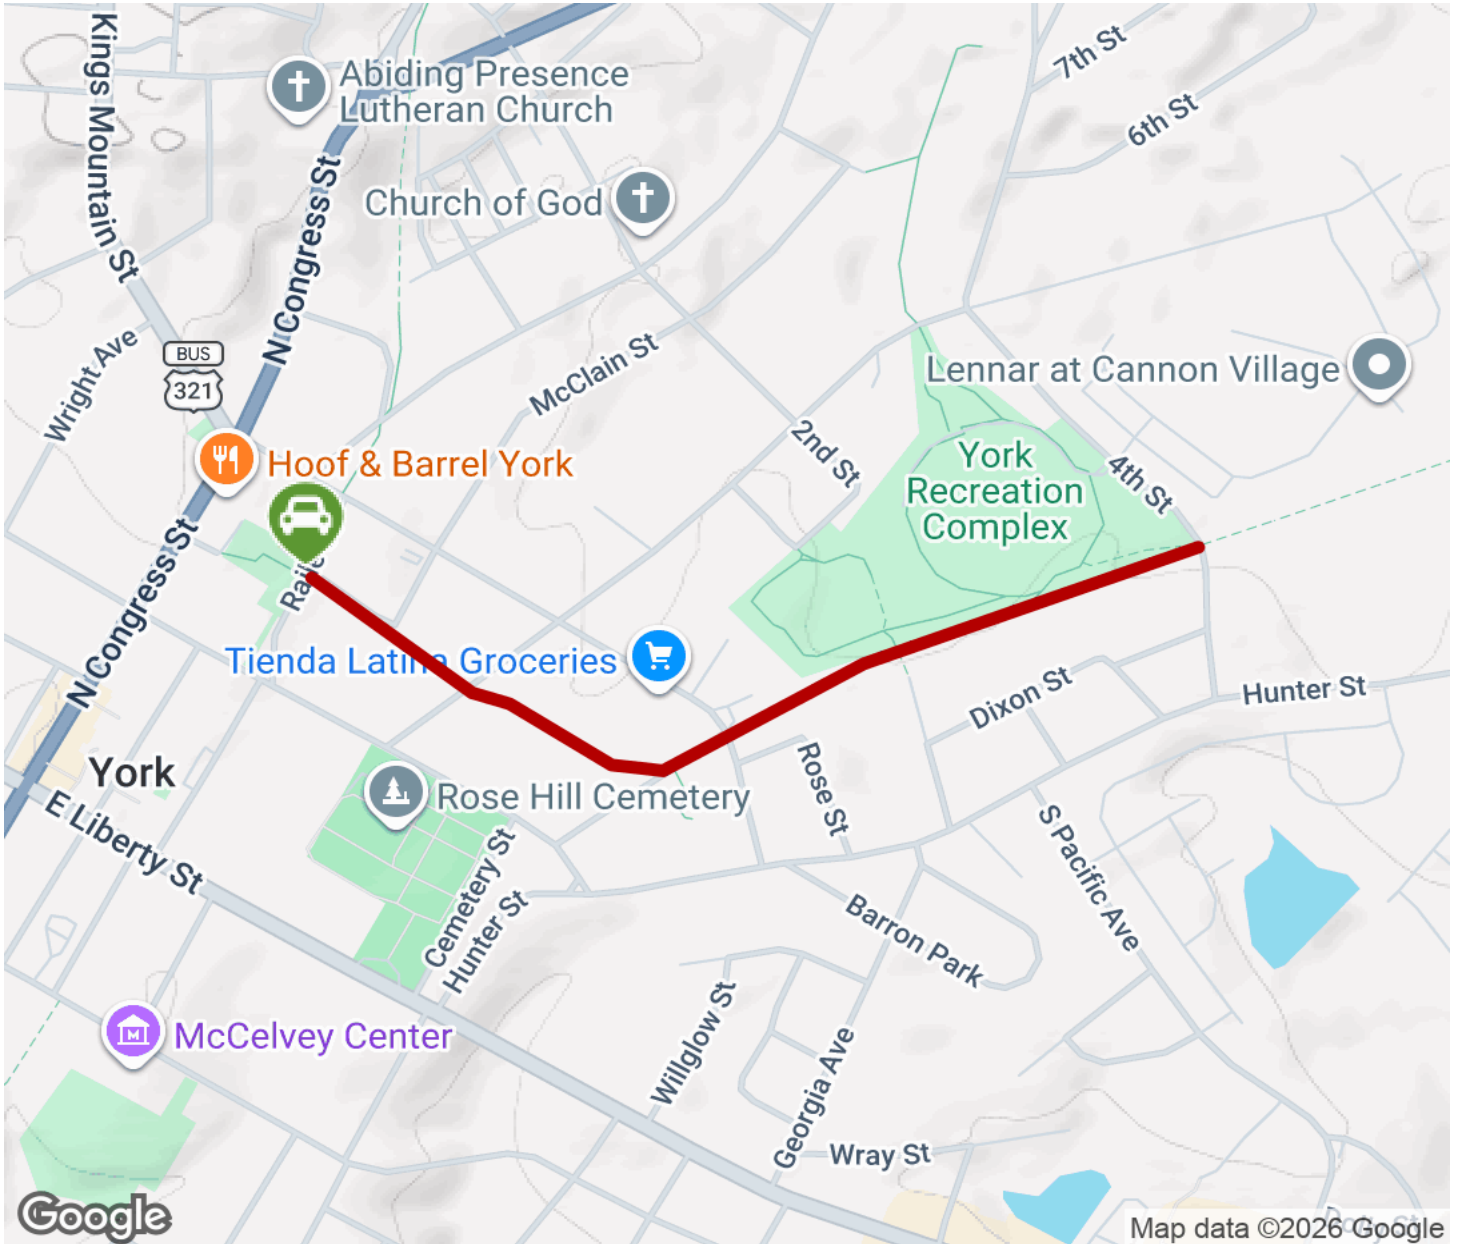 Kings Mountain St
Abiding Presence
Lutheran Church
7th St
6th St
N Congress St
Church of God
Wright Ave
BUS
321
McClain St
Lennar at Cannon Village
2nd St
York
Recreation
Complex
4th St
Hoof & Barrel York
N Congress St
Tienda Latina Groceries
Dixon St
Hunter St
York
Rose Hill Cemetery
Rose St
E Liberty St
S Pacific Ave
Cemetery St
Hunter St
Barron Park
McCelvey Center
Willglow St
Georgia Ave
Wray St
Google
Map data ©2026 Google